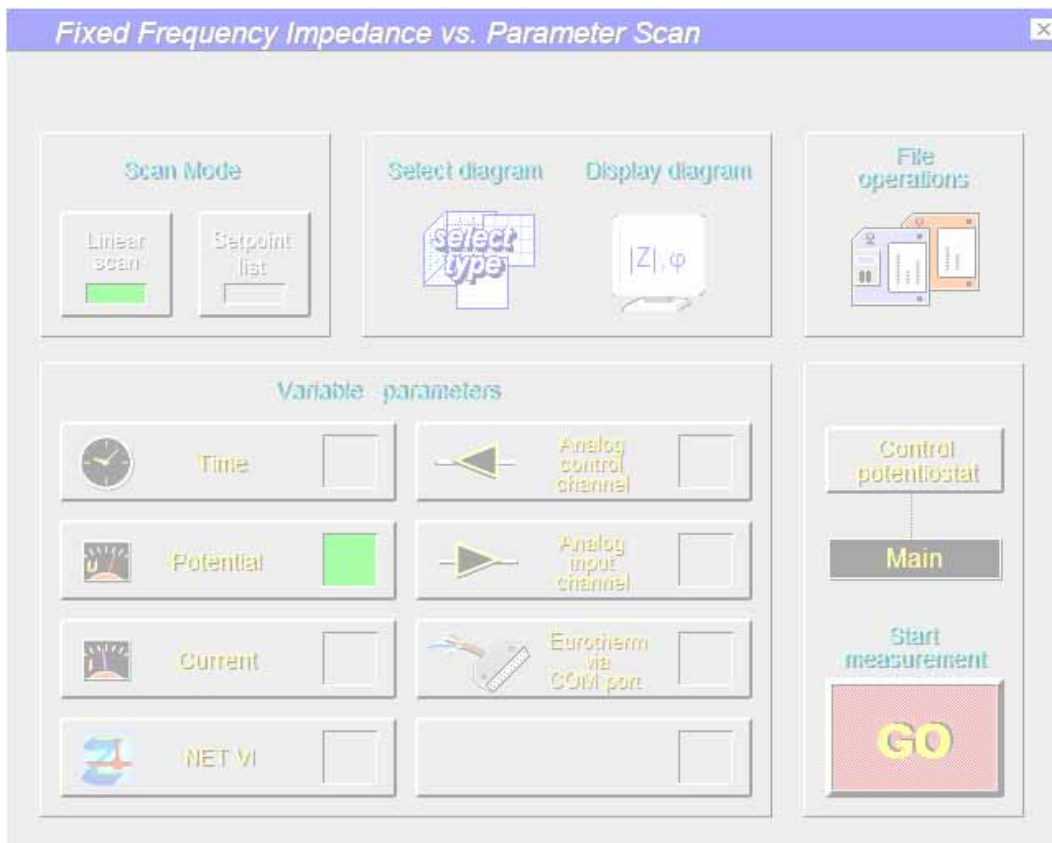 Fixed Frequency Impedance vs. Parameter Scan
Scan Mode
Linear
scan
Setpoint
list
Select diagram
Display diagram
select
type
|Z|, φ
File
operations
Variable parameters
Time
Analog
control
channel
U
Potential
Analog
input
channel
I
Current
Eurotherm
via
COM port
NET VI
Control
potentiostat
Main
Start
measurement
GO